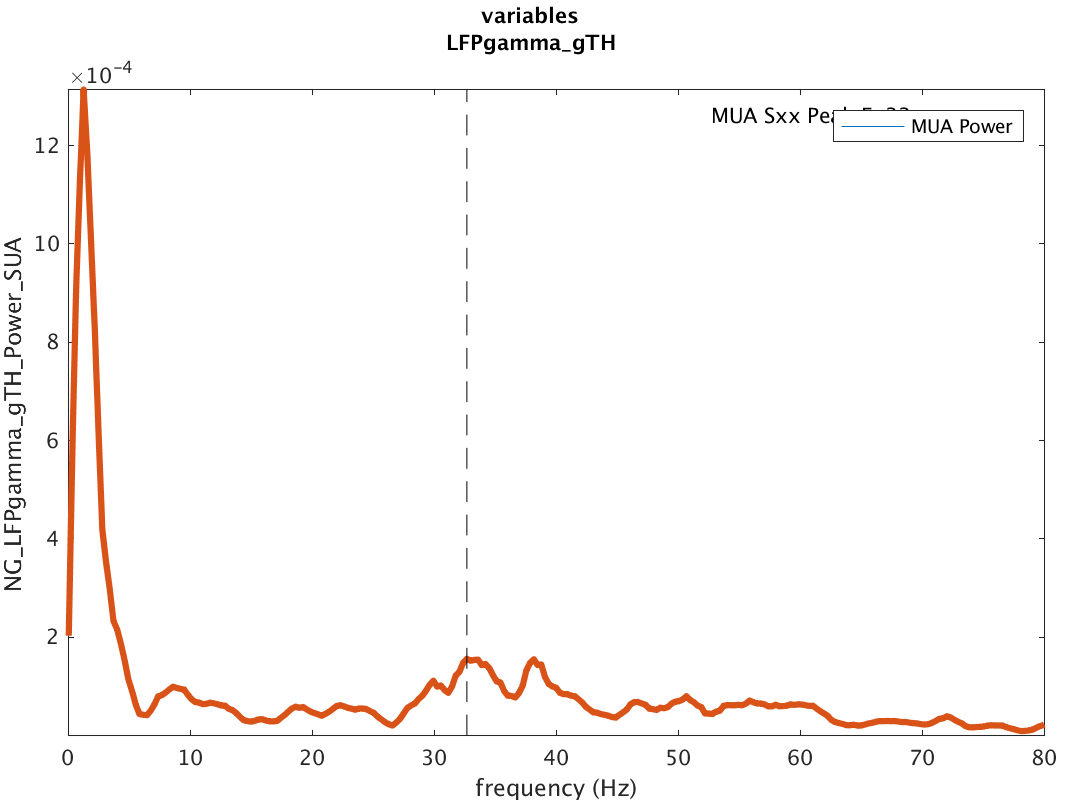 variables
LFPgamma_gTH
×10-4
MUA Sxx Peak F: 33
MUA Power
12
10
8
6
4
2
NG_LFPgamma_gTH_Power_SUA
0 10 20 30 40 50 60 70 80
frequency (Hz)